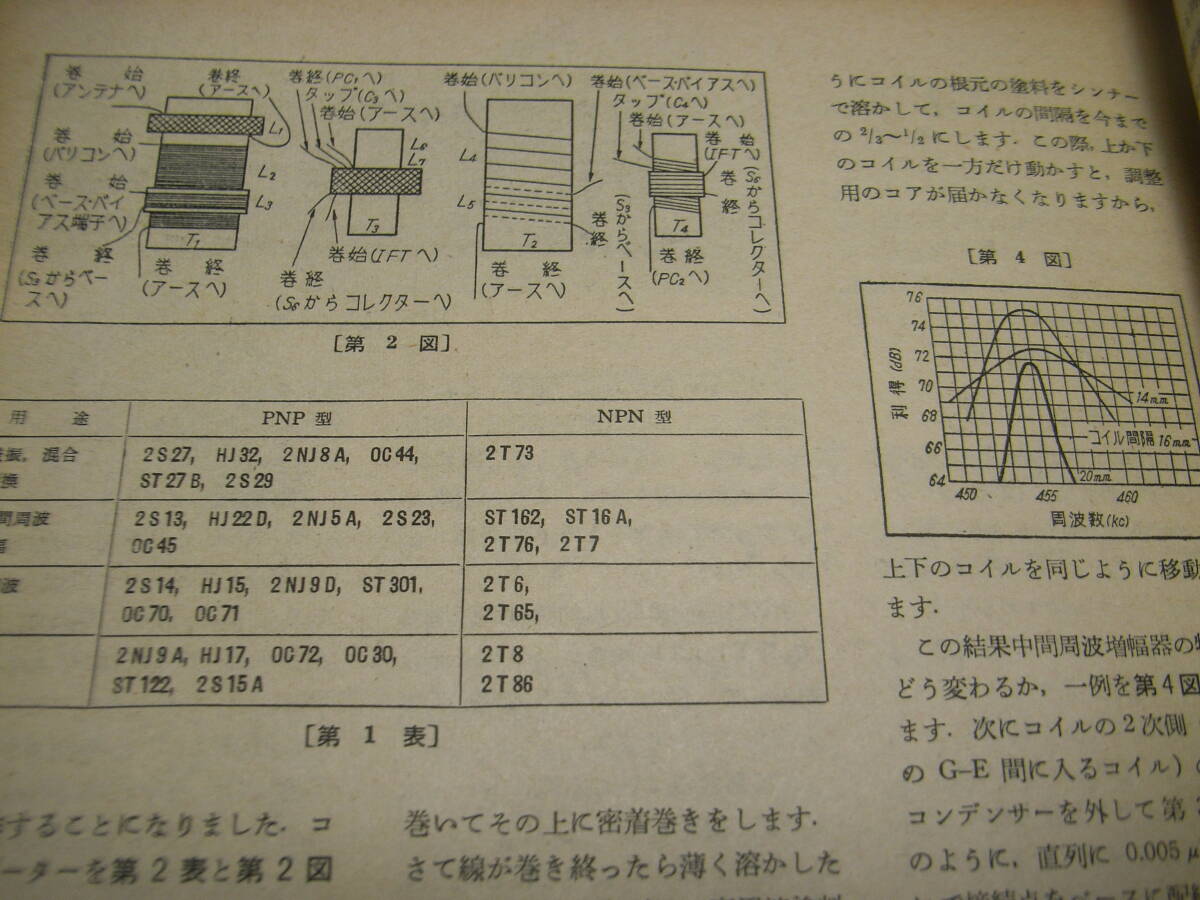 巻 始
(アンテナへ)
巻終
(アースへ)
L1
巻 始
(バリコンへ)
L2
巻 始
(ベース・バイ
アス端子へ)
L3
T1
巻 終
(S2からベー
スへ)
巻 終
(アースへ)
巻終(PC1へ)
タップ(C3へ)
巻始(アースへ)
L6
L7
T3
巻始(IFTへ)
巻終
(S6からコレクターへ)
巻始(バリコンへ)
L4
L5
T2
巻 終
(アースへ)
巻始(ベース・バイアスへ)
巻終
(S3からベースへ)
タップ(C4へ)
巻始(アースへ)
巻 始
(IFTへ)
巻終
(S6からコレクターへ)
T4
巻 終
(PC2へ)
[第 2 図]
用 途
PNP 型
NPN 型
振, 混合
換
2S27, HJ32, 2NJ8A, OC44,
ST27B, 2S29
2T73
間周波
2S13, HJ22D, 2NJ5A, 2S23,
OC45
ST162, ST16A,
2T76, 2T7
波
2S14, HJ15, 2NJ9D, ST301,
OC70, OC71
2T6,
2T65,
2NJ9A, HJ17, OC72, OC30,
ST122, 2S15A
2T8
2T86
[第 1 表]
することになりました. コ
ーターを第2表と第2図
巻いてその上に密着巻きをします.
さて線が巻き終ったら薄く溶かした
うにコイルの根元の塗料をシンナー
で溶かして, コイルの間隔を今まで
の 2/3〜1/2 にします. この際, 上か下
のコイルを一方だけ動かすと, 調整
用のコアが届かなくなりますから,
[第 4 図]
76
74
72
70
68
66
64
利得(dB)
14mm
コイル間隔16mm
20mm
450
455
460
周波数(kc)
上下のコイルを同じように移動
ます.
この結果中間周波増幅器の
どう変わるか, 一例を第4図
ます. 次にコイルの2次側
の G–E 間に入るコイル)
コンデンサーを外して第
のように, 直列に 0.005μ